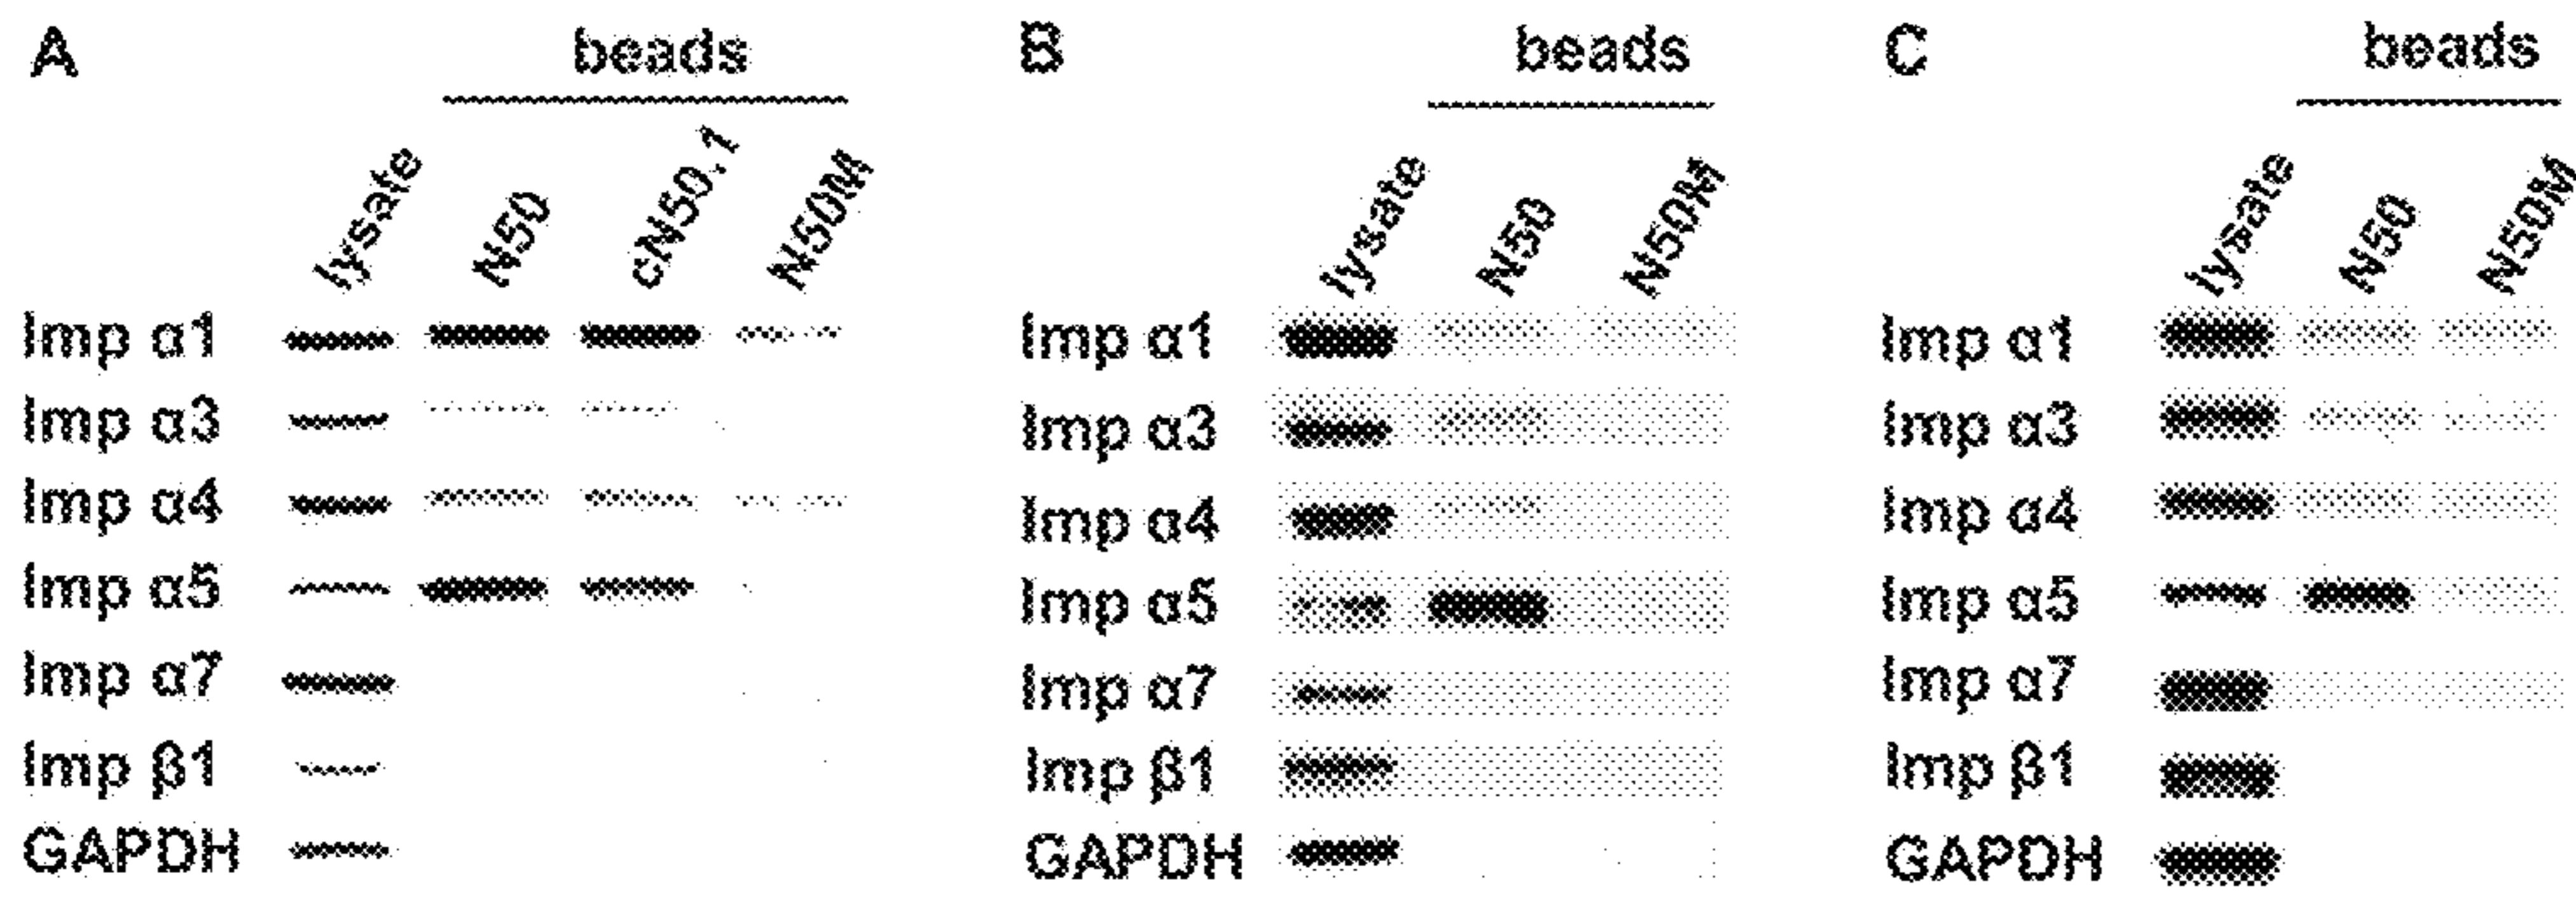 A beads
lysate N50 cN50.1 N50M
Imp α1
Imp α3
Imp α4
Imp α5
Imp α7
Imp β1
GAPDH
B beads
lysate N50 N50M
Imp α1
Imp α3
Imp α4
Imp α5
Imp α7
Imp β1
GAPDH
C beads
lysate N50 N50M
Imp α1
Imp α3
Imp α4
Imp α5
Imp α7
Imp β1
GAPDH